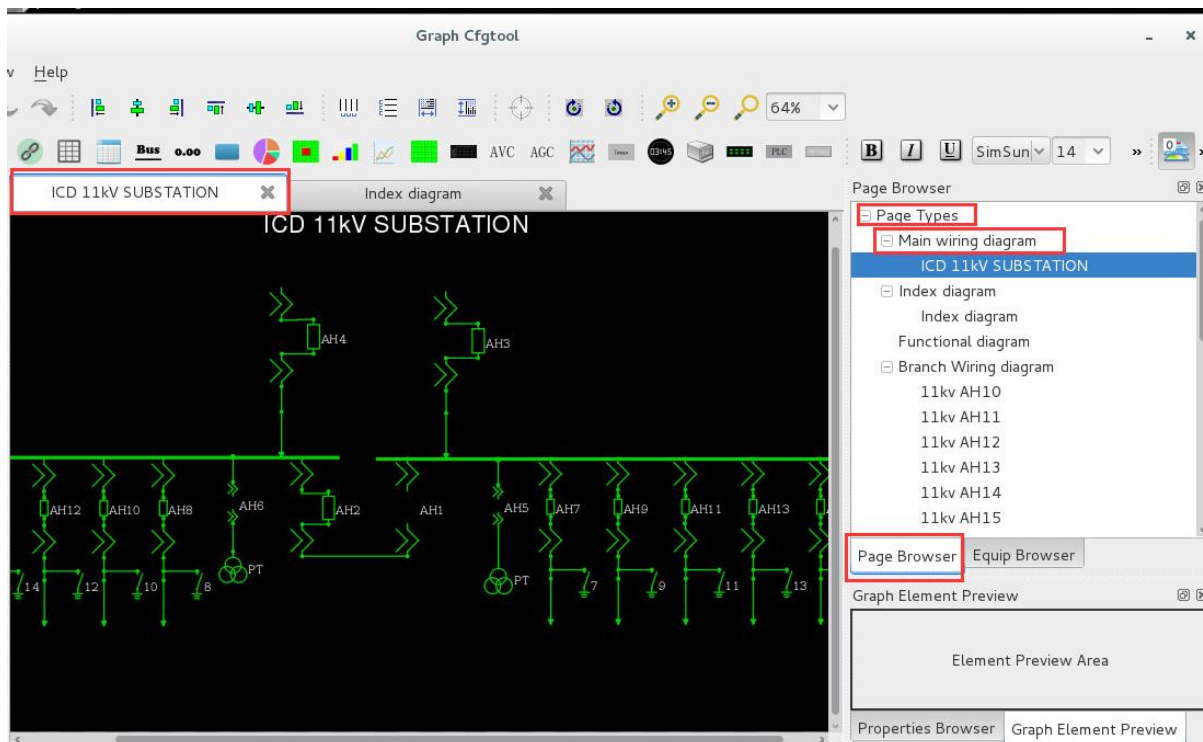 Graph Cfgtool
Help
64%
Bus 0.00 AVC AGC 03:45 PLC B I U SimSun 14 »
ICD 11kV SUBSTATION
Index diagram
ICD 11kV SUBSTATION
AH4
AH3
AH12 AH10 AH8 AH6 AH2 AH1 AH5 AH7 AH9 AH11 AH13
PT
PT
14 12 10 8 7 9 11 13
Page Browser
Page Types
Main wiring diagram
ICD 11kV SUBSTATION
Index diagram
Index diagram
Functional diagram
Branch Wiring diagram
11kv AH10
11kv AH11
11kv AH12
11kv AH13
11kv AH14
11kv AH15
Page Browser Equip Browser
Graph Element Preview
Element Preview Area
Properties Browser Graph Element Preview